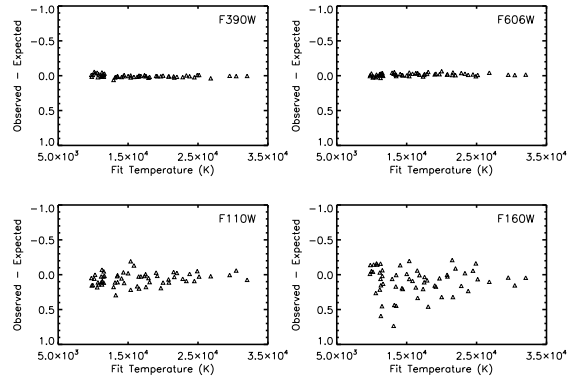 F390W
F606W
Observed - Expected
-1.0
-0.5
0.0
0.5
1.0
Observed - Expected
-1.0
-0.5
0.0
0.5
1.0
5.0×10³ 1.5×10⁴ 2.5×10⁴ 3.5×10⁴
5.0×10³ 1.5×10⁴ 2.5×10⁴ 3.5×10⁴
Fit Temperature (K)
Fit Temperature (K)
F110W
F160W
Observed - Expected
-1.0
-0.5
0.0
0.5
1.0
Observed - Expected
-1.0
-0.5
0.0
0.5
1.0
5.0×10³ 1.5×10⁴ 2.5×10⁴ 3.5×10⁴
5.0×10³ 1.5×10⁴ 2.5×10⁴ 3.5×10⁴
Fit Temperature (K)
Fit Temperature (K)